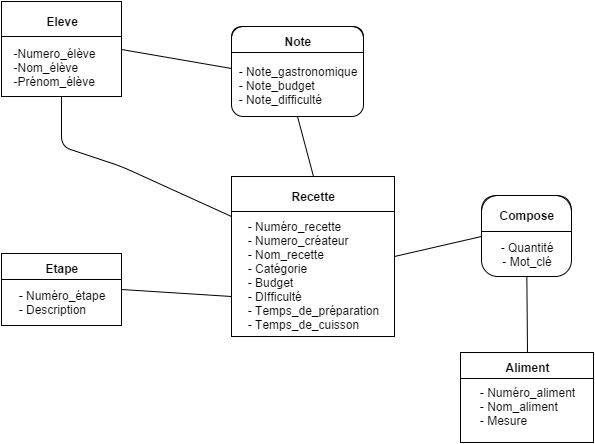 Eleve
-Numero_élève
-Nom_élève
-Prénom_élève
Note
- Note_gastronomique
- Note_budget
- Note_difficulté
Recette
- Numéro_recette
- Numero_créateur
- Nom_recette
- Catégorie
- Budget
- DIfficulté
- Temps_de_préparation
- Temps_de_cuisson
Compose
- Quantité
- Mot_clé
Etape
- Numéro_étape
- Description
Aliment
- Numéro_aliment
- Nom_aliment
- Mesure